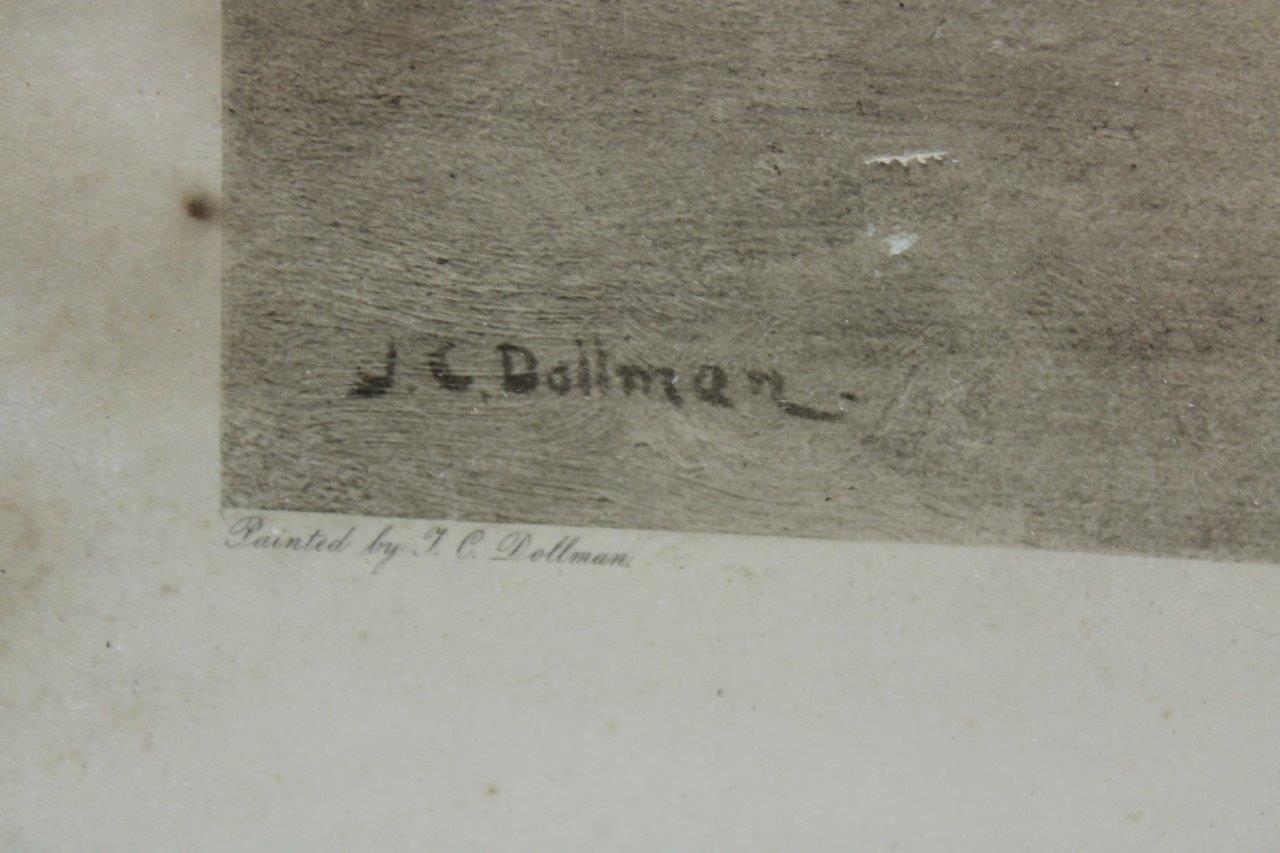 J. C. Dollman.
Painted by J. C. Dollman.